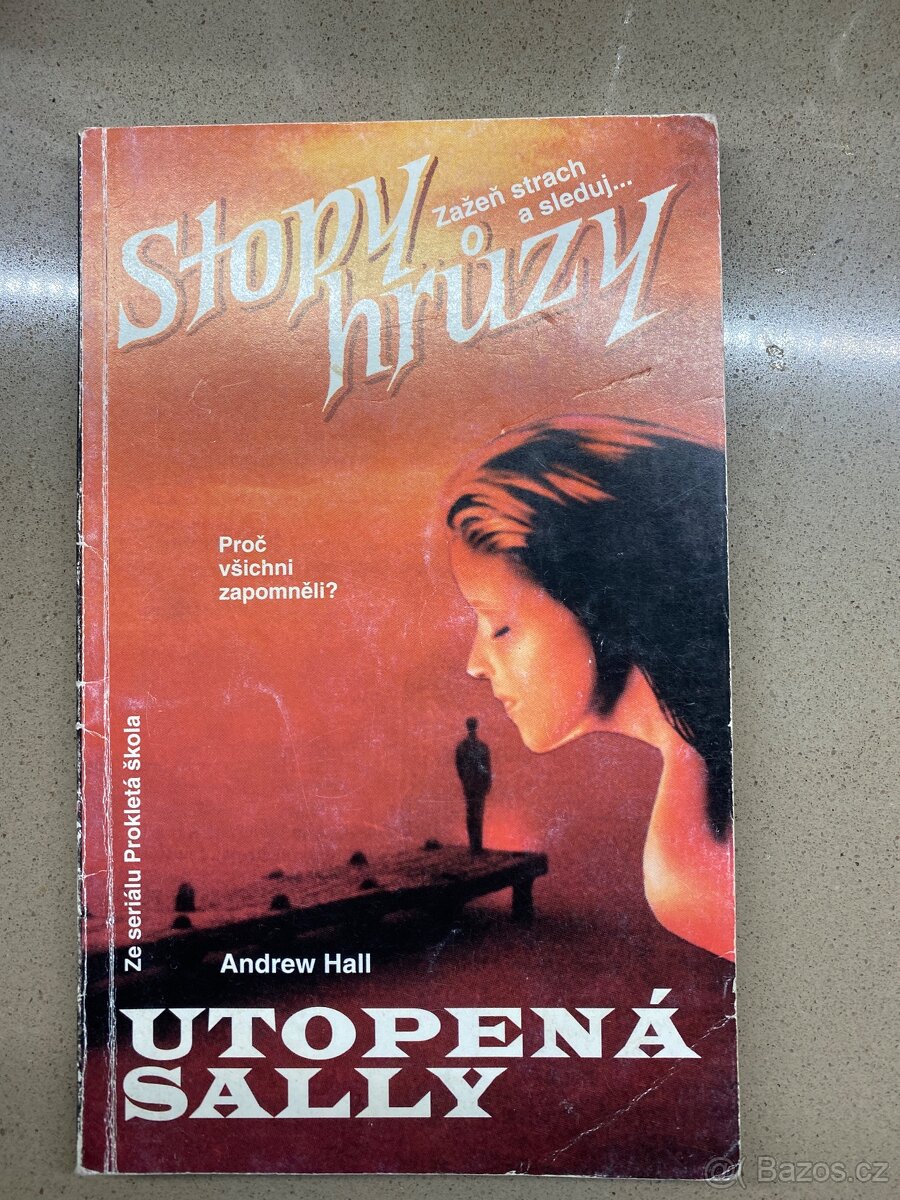 Stopy
hrůzy
Zažeň strach
a sleduj...
Proč
všichni
zapomněli?
Ze seriálu Prokletá škola
Andrew Hall
UTOPENÁ
SALLY
Bazos.cz